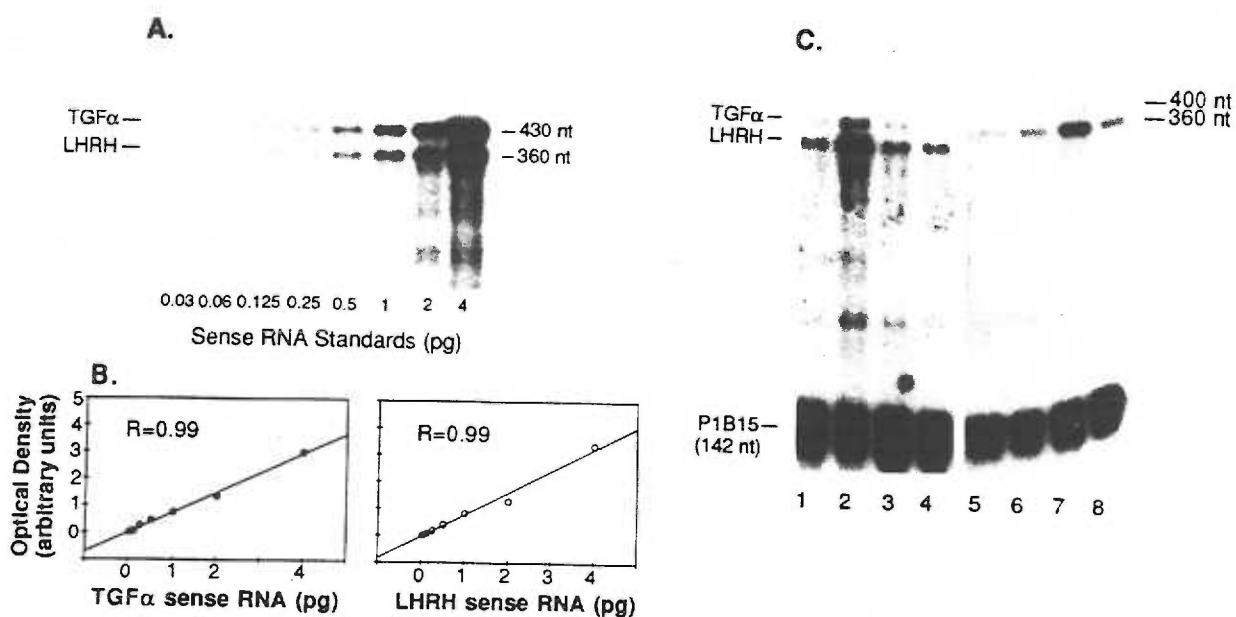 A.
TGFα—
LHRH—
—430 nt
—360 nt
0.03 0.06 0.125 0.25 0.5 1 2 4
Sense RNA Standards (pg)
B.
Optical Density
(arbitrary units)
5
4
3
2
1
0
R=0.99
0 1 2 4
TGFα sense RNA (pg)
R=0.99
0 1 2 4
LHRH sense RNA (pg)
C.
TGFα—
LHRH—
—400 nt
—360 nt
P1B15—
(142 nt)
1 2 3 4 5 6 7 8